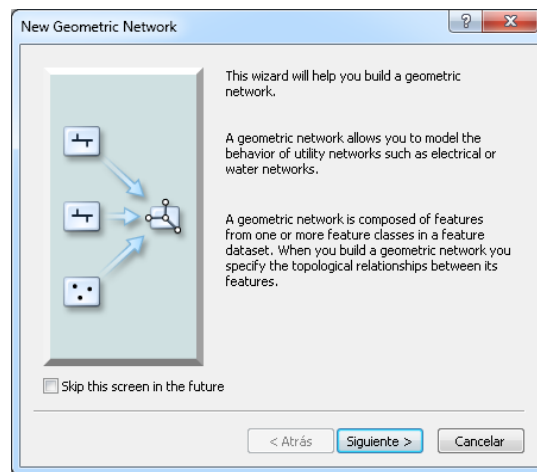 New Geometric Network
This wizard will help you build a geometric
network.
A geometric network allows you to model the
behavior of utility networks such as electrical or
water networks.
A geometric network is composed of features
from one or more feature classes in a feature
dataset. When you build a geometric network you
specify the topological relationships between its
features.
Skip this screen in the future
< Atrás
Siguiente >
Cancelar